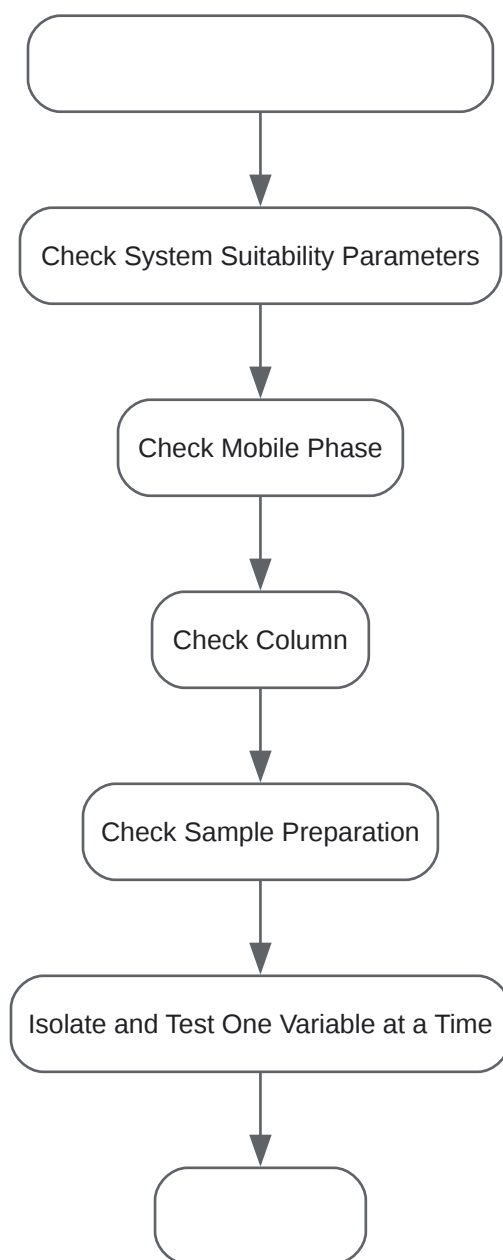 Check System Suitability Parameters
Check Mobile Phase
Check Column
Check Sample Preparation
Isolate and Test One Variable at a Time